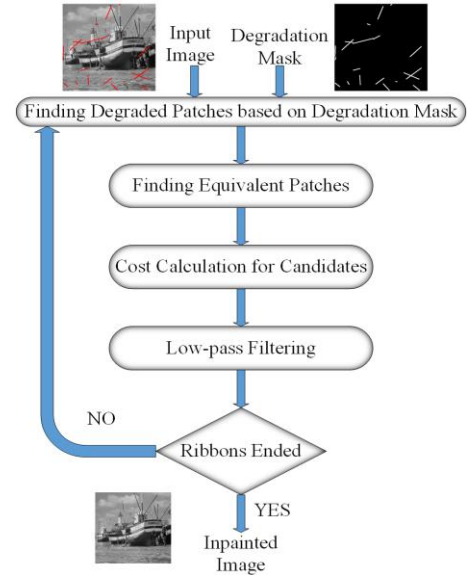 Input
Image
Degradation
Mask
Finding Degraded Patches based on Degradation Mask
Finding Equivalent Patches
Cost Calculation for Candidates
Low-pass Filtering
NO
Ribbons Ended
YES
Inpainted
Image